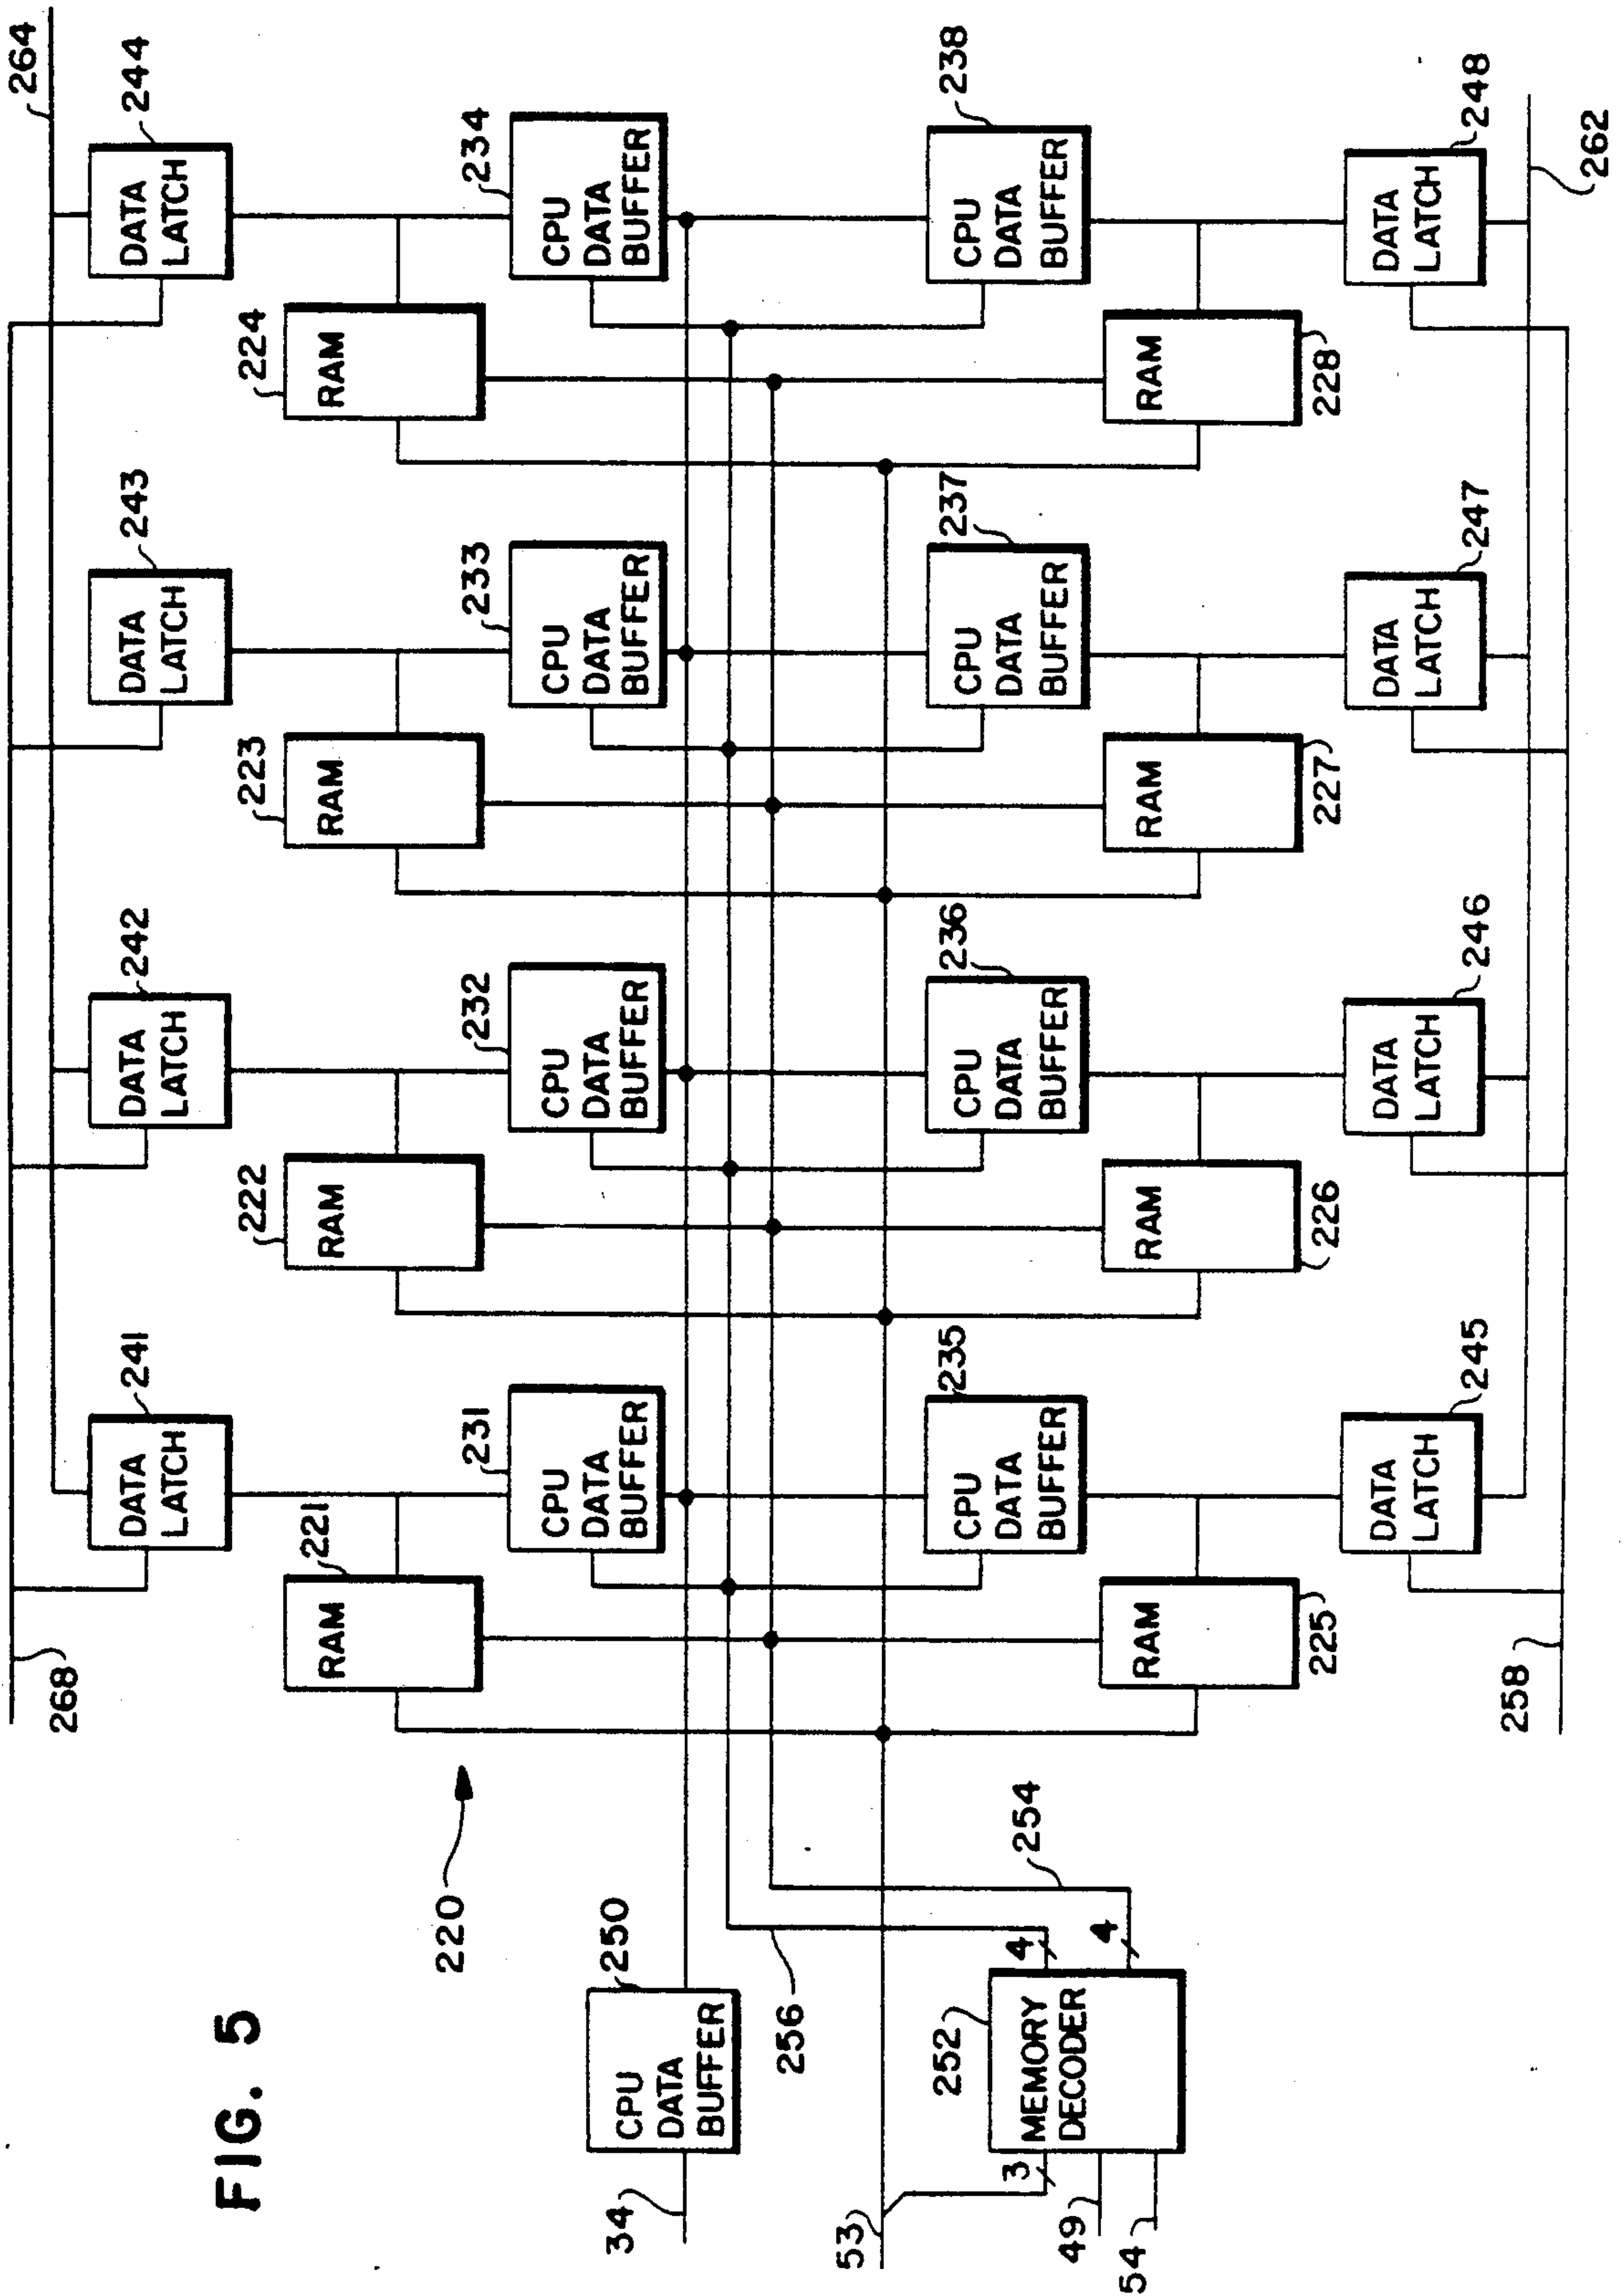 FIG. 5
264
268
DATA
LATCH
241
DATA
LATCH
242
DATA
LATCH
243
DATA
LATCH
244
RAM
221
RAM
222
RAM
223
RAM
224
220
CPU
DATA
BUFFER
250
34
CPU
DATA
BUFFER
231
CPU
DATA
BUFFER
232
CPU
DATA
BUFFER
233
CPU
DATA
BUFFER
234
256
254
53
252
MEMORY
DECODER
3
4
4
49
54
CPU
DATA
BUFFER
235
CPU
DATA
BUFFER
236
CPU
DATA
BUFFER
237
CPU
DATA
BUFFER
238
RAM
225
RAM
226
RAM
227
RAM
228
DATA
LATCH
245
DATA
LATCH
246
DATA
LATCH
247
DATA
LATCH
248
258
262